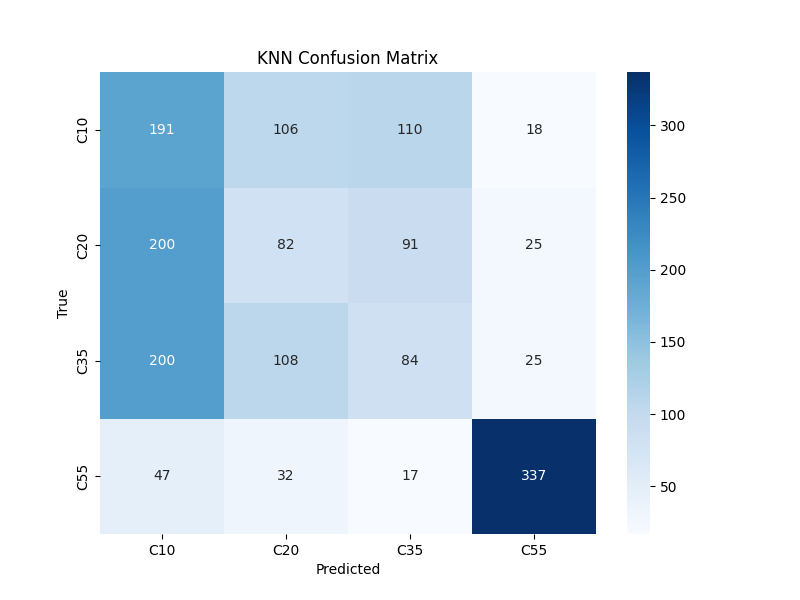 KNN Confusion Matrix
C10 191 106 110 18
C20 200 82 91 25
C35 200 108 84 25
C55 47 32 17 337
C10 C20 C35 C55
Predicted
True
300
250
200
150
100
50